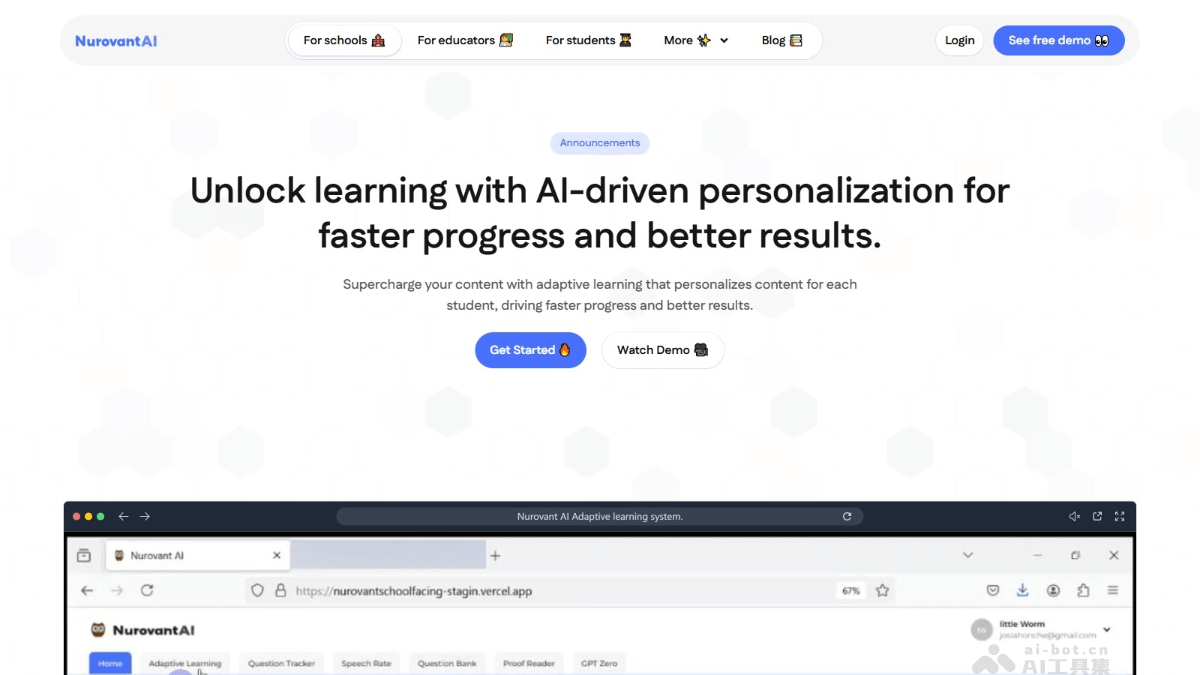 NurovantAI
For schools
For educators
For students
More
Blog
Login
See free demo
Announcements
Unlock learning with AI-driven personalization for
faster progress and better results.
Supercharge your content with adaptive learning that personalizes content for each
student, driving faster progress and better results.
Get Started
Watch Demo
Nurovant AI Adaptive learning system.
Nurovant AI
https://nurovantschoolfacing-stagin.vercel.app
67%
NurovantAI
little Worm
josiahonche@gmail.com
Home
Adaptive Learning
Question Tracker
Speech Rate
Question Bank
Proof Reader
GPT Zero
ai-bot.cn
AI工具集